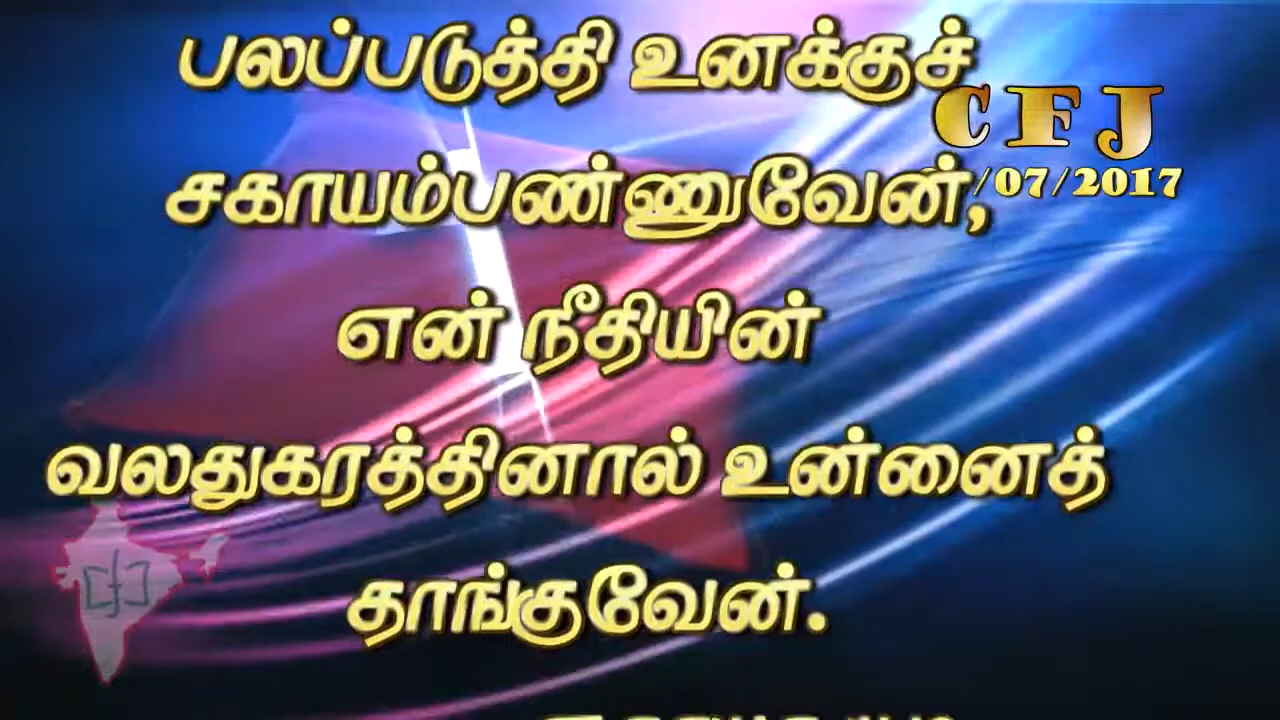 பலப்படுத்தி உனக்குச்
CFJ
சகாயம்பண்ணுவேன்,
/07/2017
என் நீதியின்
வலதுகரத்தினால் உன்னைத்
தாங்குவேன்.